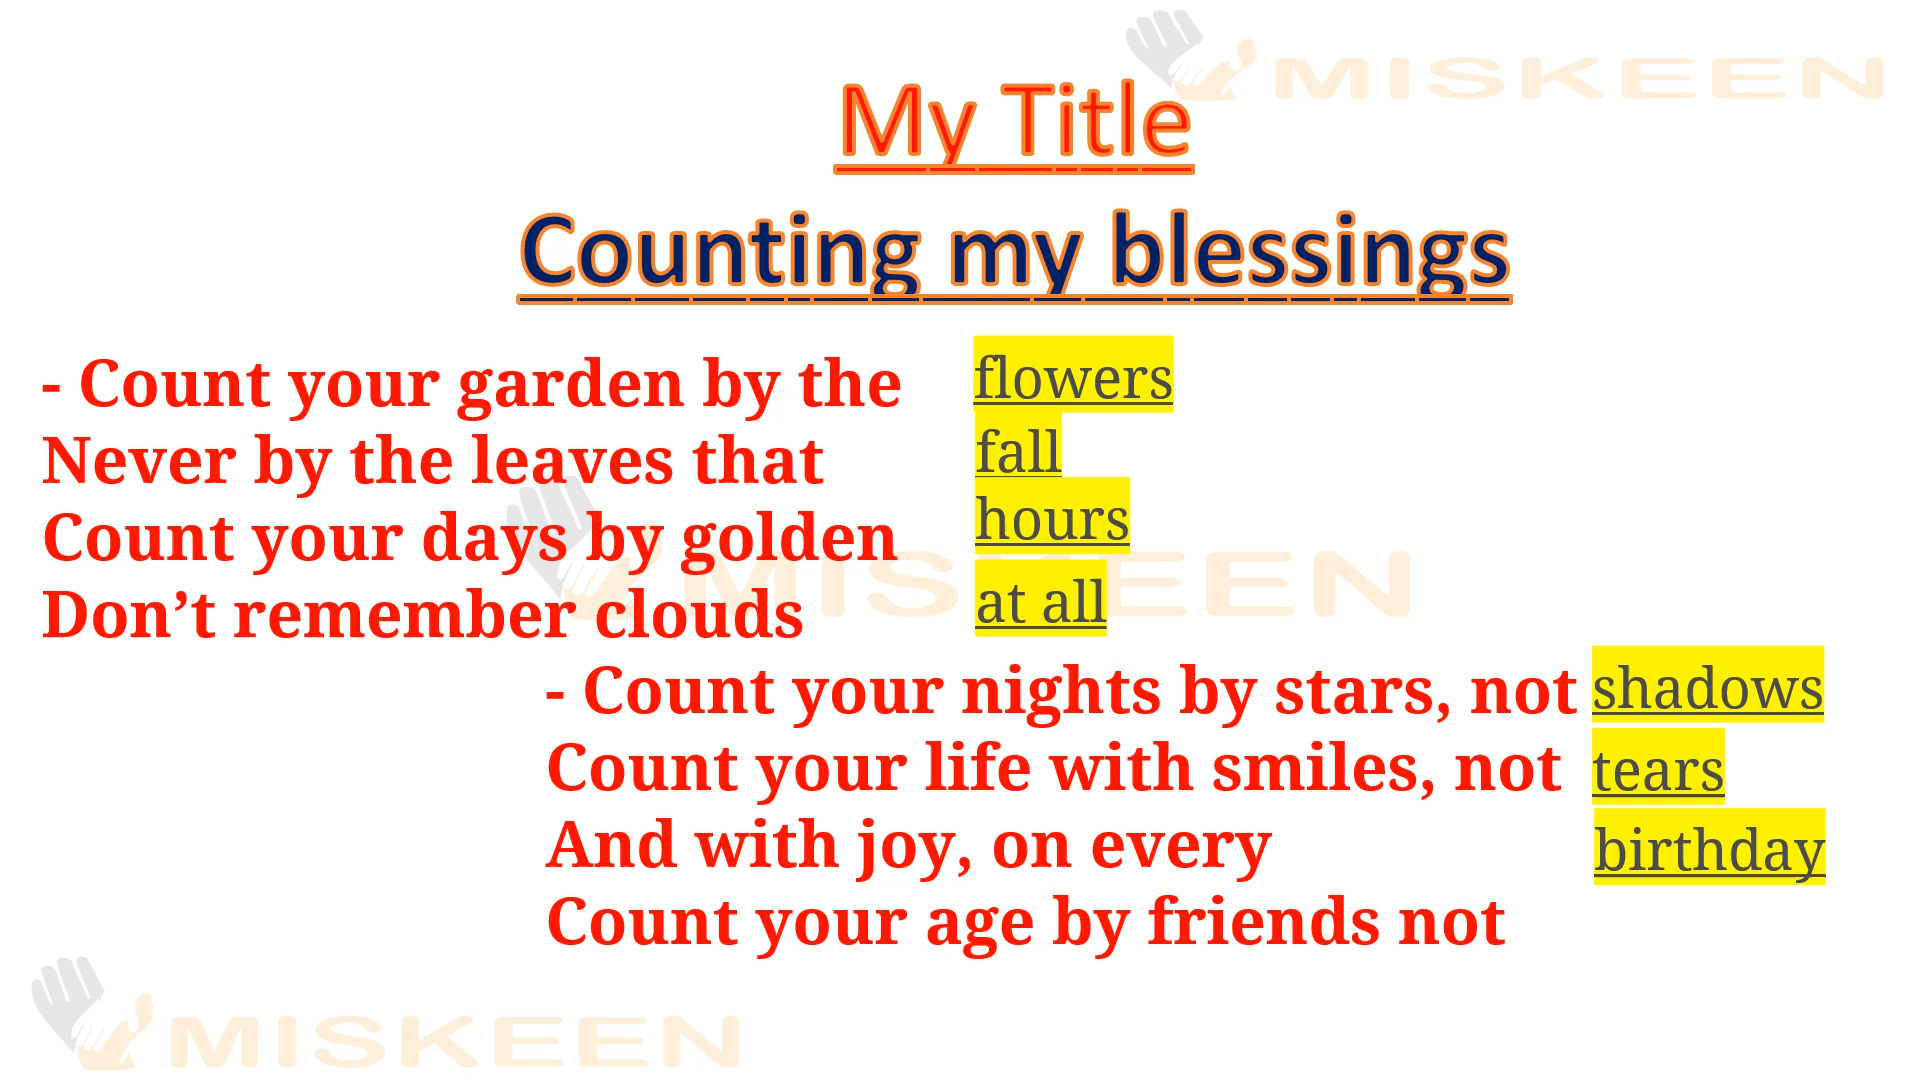 MISKEEN
My Title
Counting my blessings
- Count your garden by the flowers
Never by the leaves that fall
Count your days by golden hours
Don’t remember clouds at all
MISKEEN
- Count your nights by stars, not shadows
Count your life with smiles, not tears
And with joy, on every birthday
Count your age by friends not
MISKEEN